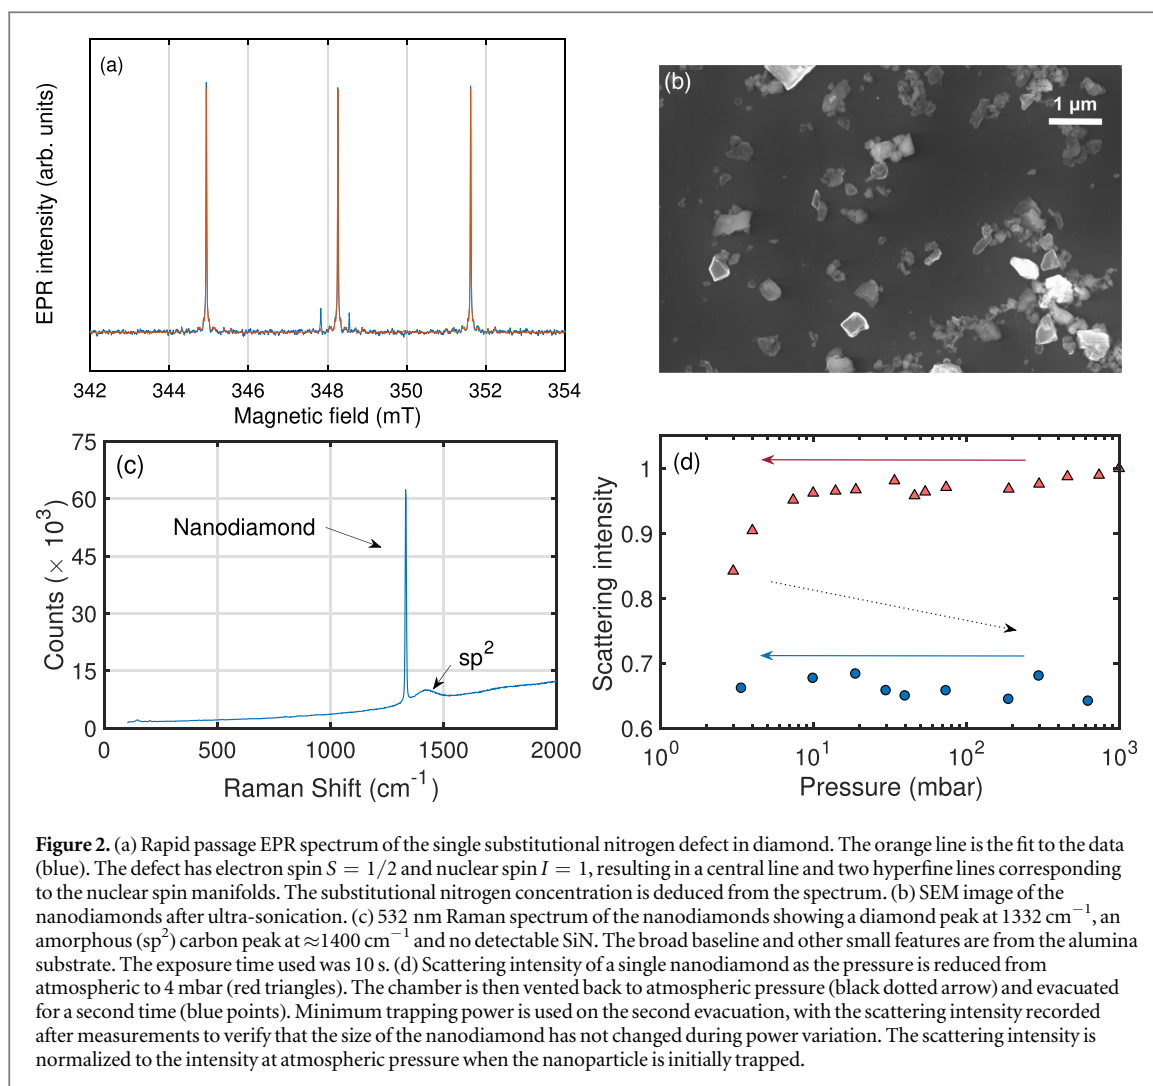 (a)
EPR intensity (arb. units)
342 344 346 348 350 352 354
Magnetic field (mT)
(b)
1 µm
(c)
75
60
45
30
15
0
Counts (× 10³)
Nanodiamond
sp²
0 500 1000 1500 2000
Raman Shift (cm⁻¹)
(d)
1
0.9
0.8
0.7
0.6
Scattering intensity
10⁰ 10¹ 10² 10³
Pressure (mbar)
Figure 2. (a) Rapid passage EPR spectrum of the single substitutional nitrogen defect in diamond. The orange line is the fit to the data
(blue). The defect has electron spin S = 1/2 and nuclear spin I = 1, resulting in a central line and two hyperfine lines corresponding
to the nuclear spin manifolds. The substitutional nitrogen concentration is deduced from the spectrum. (b) SEM image of the
nanodiamonds after ultra-sonication. (c) 532 nm Raman spectrum of the nanodiamonds showing a diamond peak at 1332 cm⁻¹, an
amorphous (sp²) carbon peak at ≈1400 cm⁻¹ and no detectable SiN. The broad baseline and other small features are from the alumina
substrate. The exposure time used was 10 s. (d) Scattering intensity of a single nanodiamond as the pressure is reduced from
atmospheric to 4 mbar (red triangles). The chamber is then vented back to atmospheric pressure (black dotted arrow) and evacuated
for a second time (blue points). Minimum trapping power is used on the second evacuation, with the scattering intensity recorded
after measurements to verify that the size of the nanodiamond has not changed during power variation. The scattering intensity is
normalized to the intensity at atmospheric pressure when the nanoparticle is initially trapped.